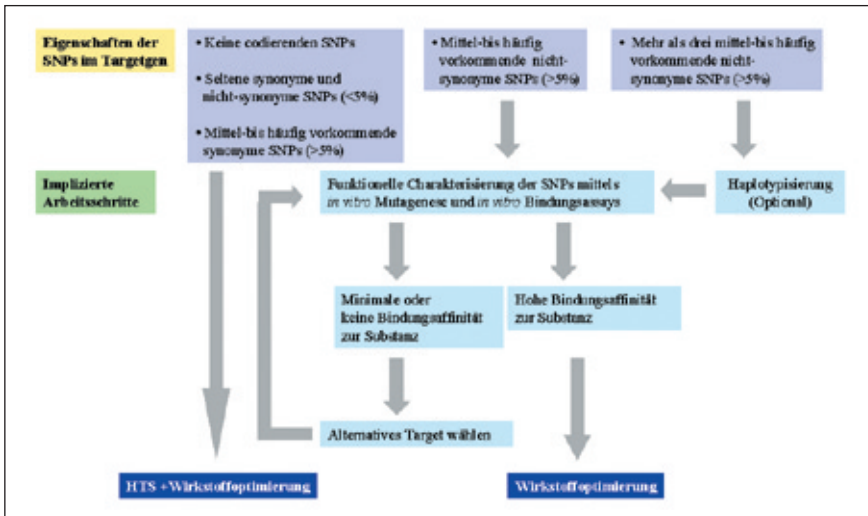 Eigenschaften der
SNPs im Targetgen
• Keine codierenden SNPs
• Seltene synonyme und
nicht-synonyme SNPs (<5%)
• Mittel-bis häufig vorkommende
synonyme SNPs (>5%)
• Mittel-bis häufig
vorkommende nicht-
synonyme SNPs (>5%)
• Mehr als drei mittel-bis häufig
vorkommende nicht-
synonyme SNPs (>5%)
Implizierte
Arbeitsschritte
Funktionelle Charakterisierung der SNPs mittels
in vitro Mutagenese und in vitro Bindungsassays
Haplotypisierung
(Optional)
Minimale oder
keine Bindungsaffinität
zur Substanz
Hohe Bindungsaffinität
zur Substanz
Alternatives Target wählen
HTS +Wirkstoffoptimierung
Wirkstoffoptimierung